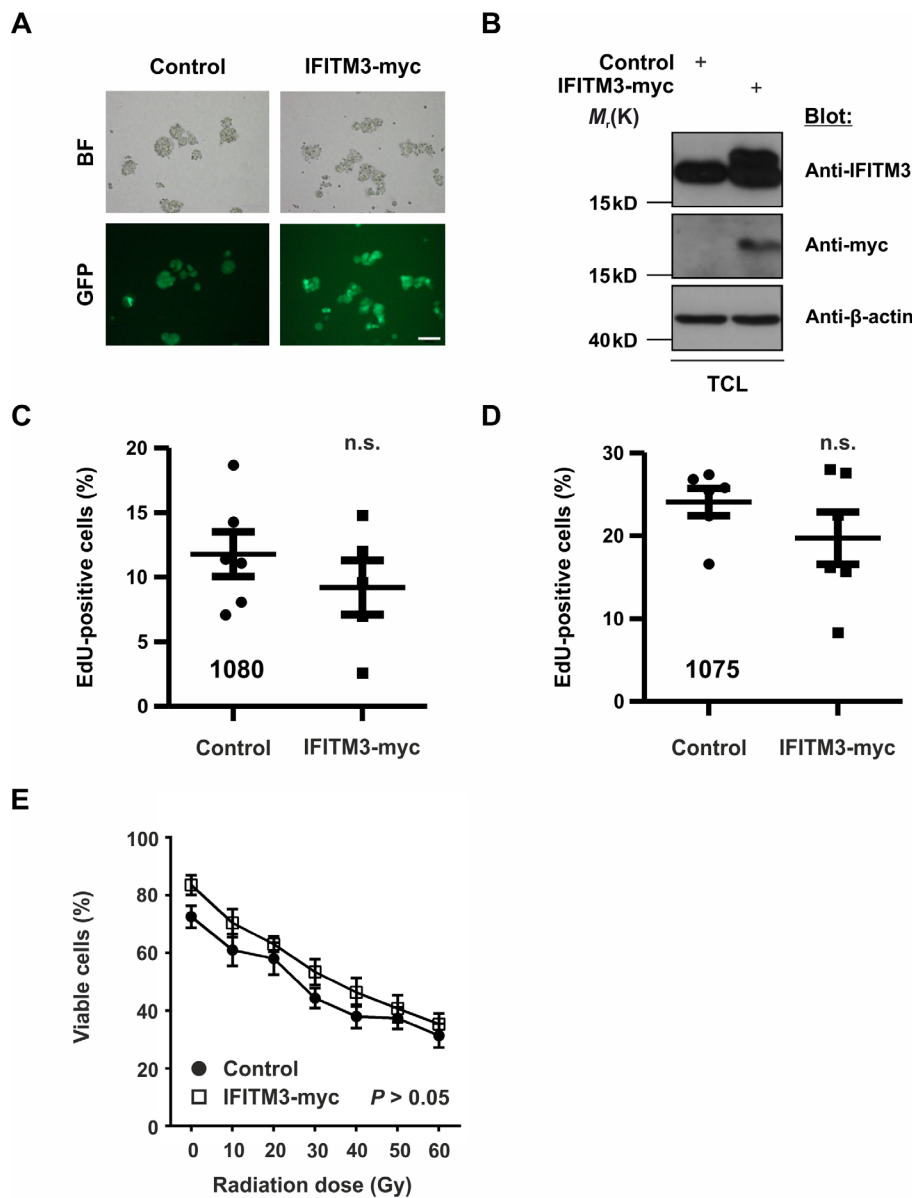 A
Control IFITM3-myc
BF
GFP
B
Control +
IFITM3-myc +
Mr(K) Blot:
Anti-IFITM3
15kD
Anti-myc
15kD
Anti-β-actin
40kD
TCL
C
n.s.
EdU-positive cells (%)
20
15
10
5
0
1080
Control IFITM3-myc
D
n.s.
EdU-positive cells (%)
30
20
10
0
1075
Control IFITM3-myc
E
Viable cells (%)
100
80
60
40
20
0
Control
IFITM3-myc P > 0.05
0 10 20 30 40 50 60
Radiation dose (Gy)